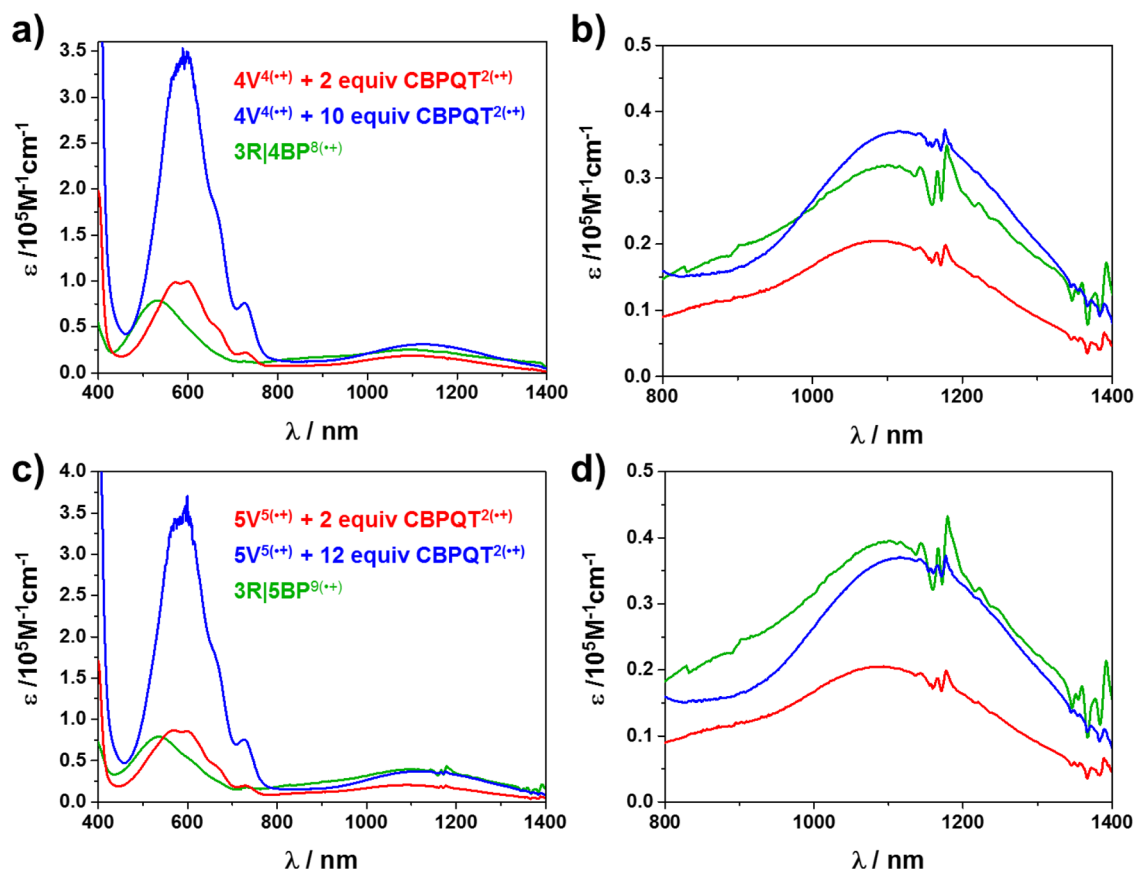 a)
3.5
3.0
2.5
2.0
1.5
1.0
0.5
0.0
ε /10⁵M⁻¹cm⁻¹
4V⁴⁽•⁺⁾ + 2 equiv CBPQT²⁽•⁺⁾
4V⁴⁽•⁺⁾ + 10 equiv CBPQT²⁽•⁺⁾
3R|4BP⁸⁽•⁺⁾
400 600 800 1000 1200 1400
λ / nm
b)
0.5
0.4
0.3
0.2
0.1
0.0
ε /10⁵M⁻¹cm⁻¹
800 1000 1200 1400
λ / nm
c)
4.0
3.5
3.0
2.5
2.0
1.5
1.0
0.5
0.0
ε /10⁵M⁻¹cm⁻¹
5V⁵⁽•⁺⁾ + 2 equiv CBPQT²⁽•⁺⁾
5V⁵⁽•⁺⁾ + 12 equiv CBPQT²⁽•⁺⁾
3R|5BP⁹⁽•⁺⁾
400 600 800 1000 1200 1400
λ / nm
d)
0.5
0.4
0.3
0.2
0.1
0.0
ε /10⁵M⁻¹cm⁻¹
800 1000 1200 1400
λ / nm